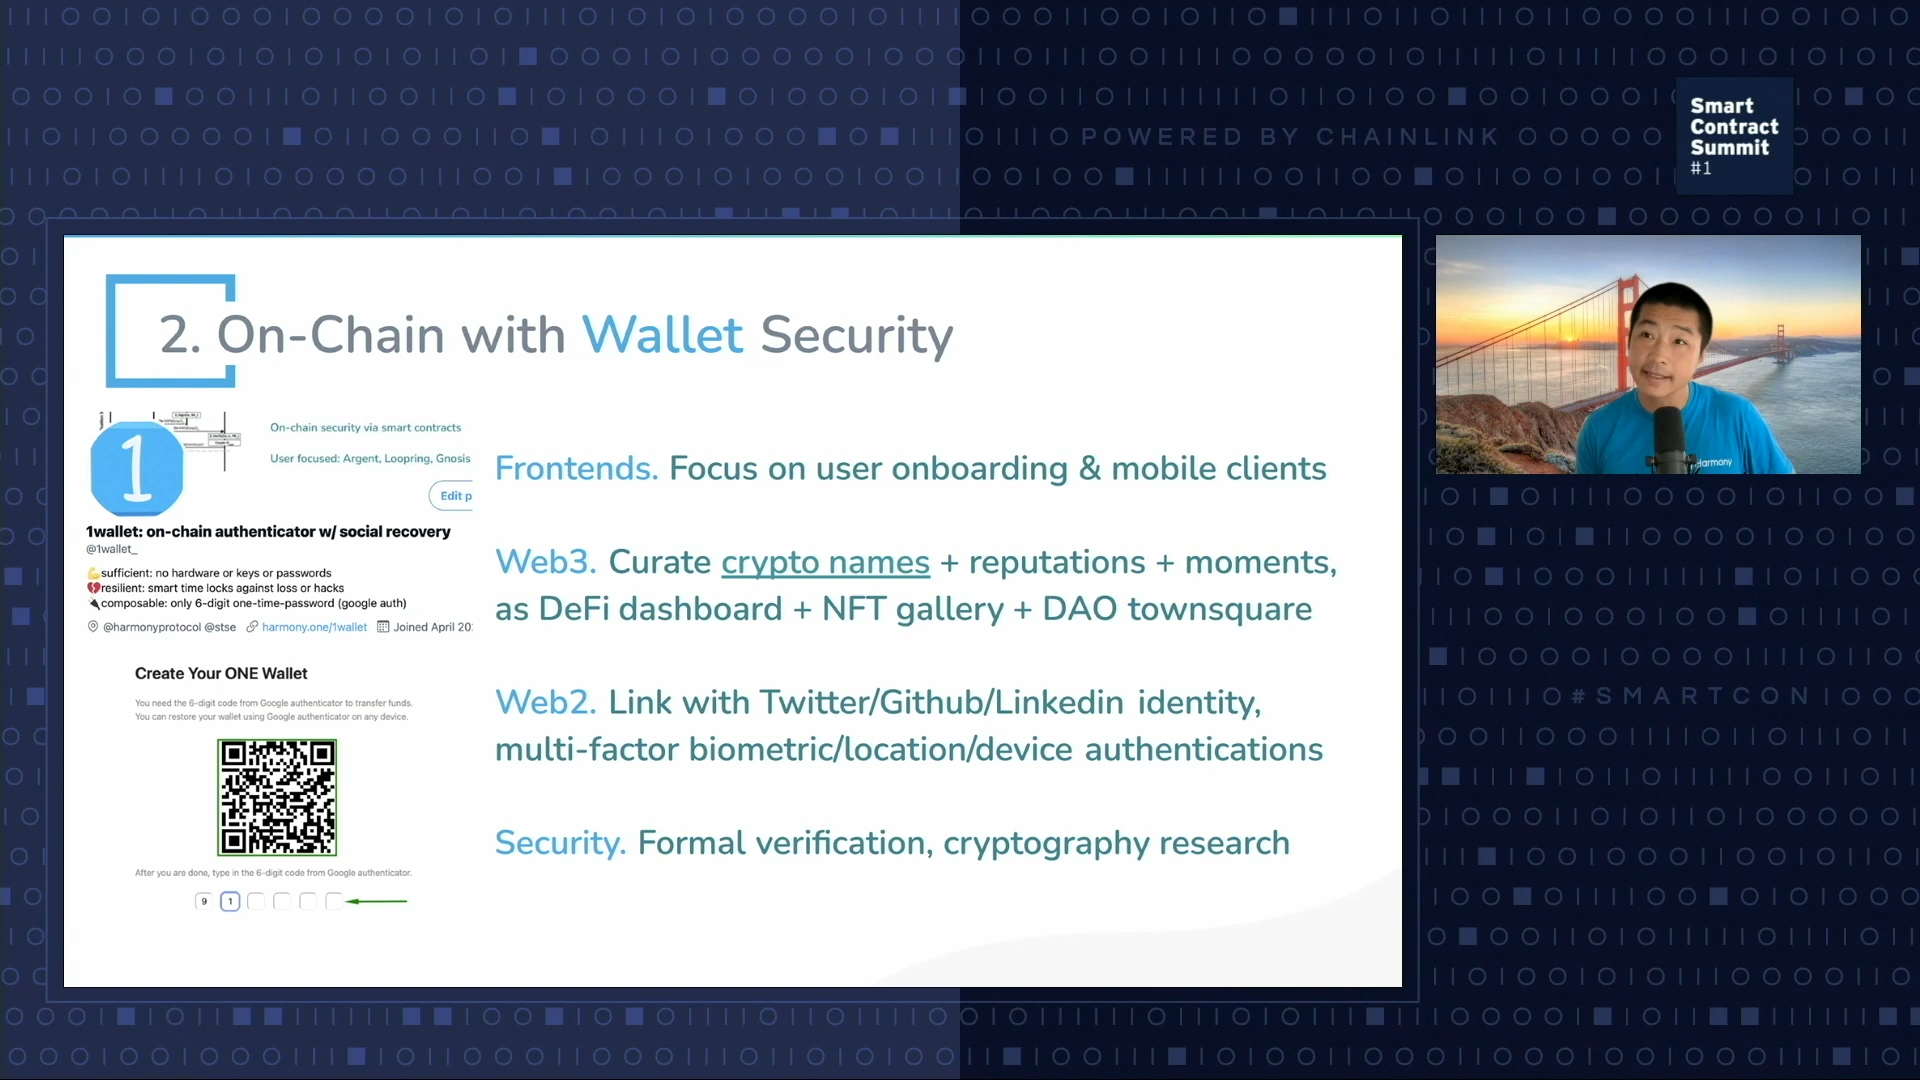 POWERED BY CHAINLINK
Smart
Contract
Summit
#1
2. On-Chain with Wallet Security
On-chain security via smart contracts
User focused: Argent, Loopring, Gnosis
Edit p
1
1wallet: on-chain authenticator w/ social recovery
@1wallet_
💪sufficient: no hardware or keys or passwords
💔resilient: smart time locks against loss or hacks
🔌composable: only 6-digit one-time-password (google auth)
@harmonyprotocol @stse harmony.one/1wallet Joined April 20
Create Your ONE Wallet
You need the 6-digit code from Google authenticator to transfer funds.
You can restore your wallet using Google authenticator on any device.
After you are done, type in the 6-digit code from Google authenticator.
9 1
Frontends. Focus on user onboarding & mobile clients
Web3. Curate crypto names + reputations + moments,
as DeFi dashboard + NFT gallery + DAO townsquare
Web2. Link with Twitter/Github/Linkedin identity,
multi-factor biometric/location/device authentications
Security. Formal verification, cryptography research
Harmony
#SMARTCON